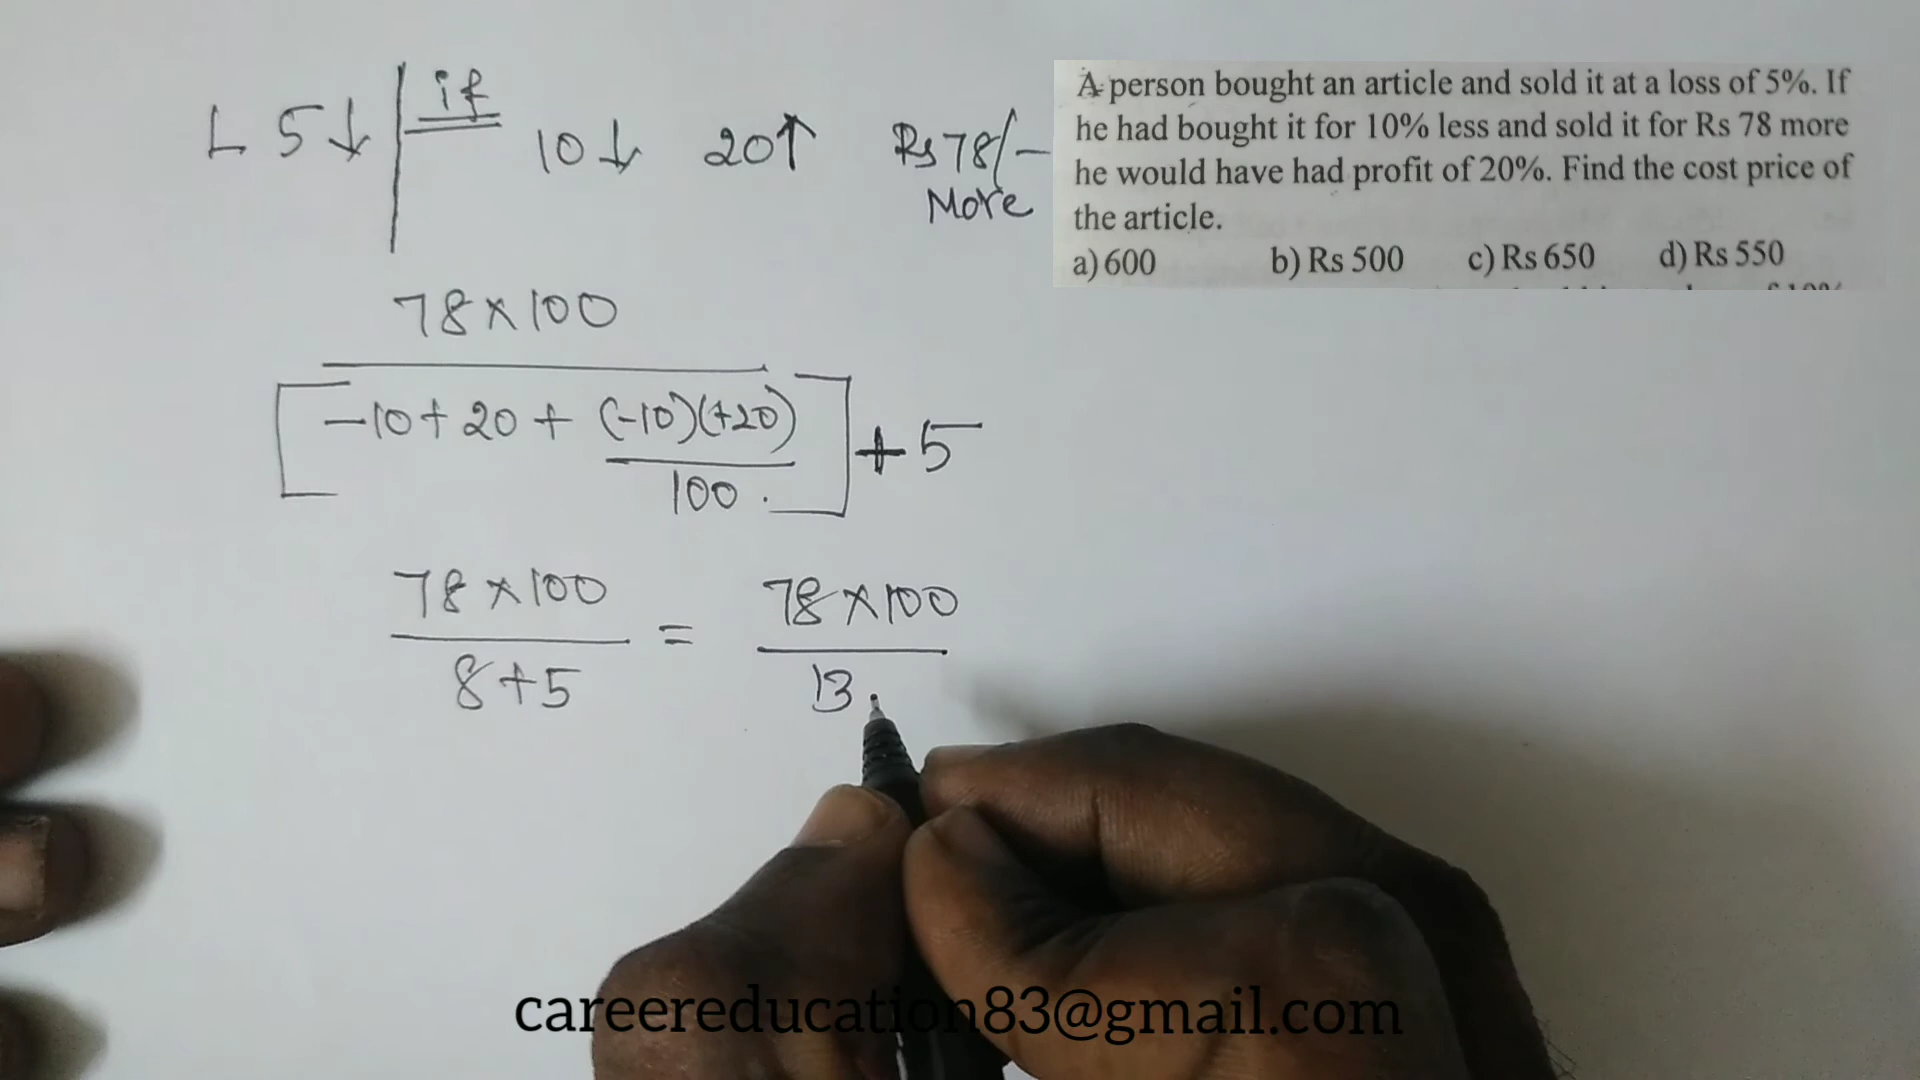 L 5↓ | if 10↓ 20↑ Rs 78/-
More
A person bought an article and sold it at a loss of 5%. If
he had bought it for 10% less and sold it for Rs 78 more
he would have had profit of 20%. Find the cost price of
the article.
a) 600 b) Rs 500 c) Rs 650 d) Rs 550
78×100
[-10+20+ (-10)(+20)
100 ] +5
78×100 = 78×100
8+5 13
careereducation83@gmail.com